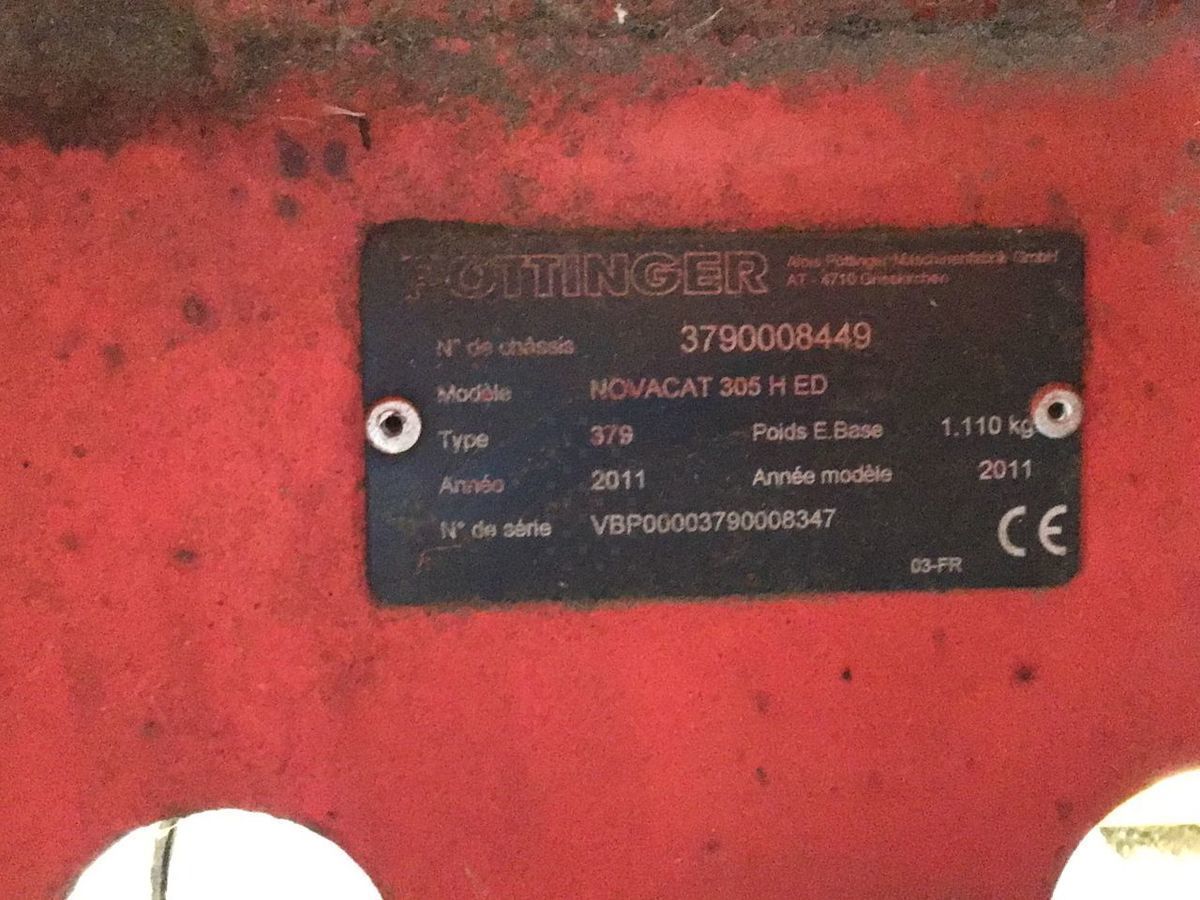 PÖTTINGER
Alois Pöttinger Maschinenfabrik GmbH
AT - 4710 Grieskirchen
N° de châssis 3790008449
Modèle NOVACAT 305 H ED
Type 379 Poids E.Base 1.110 kg
Année 2011 Année modèle 2011
N° de série VBP00003790008347
CE
03-FR